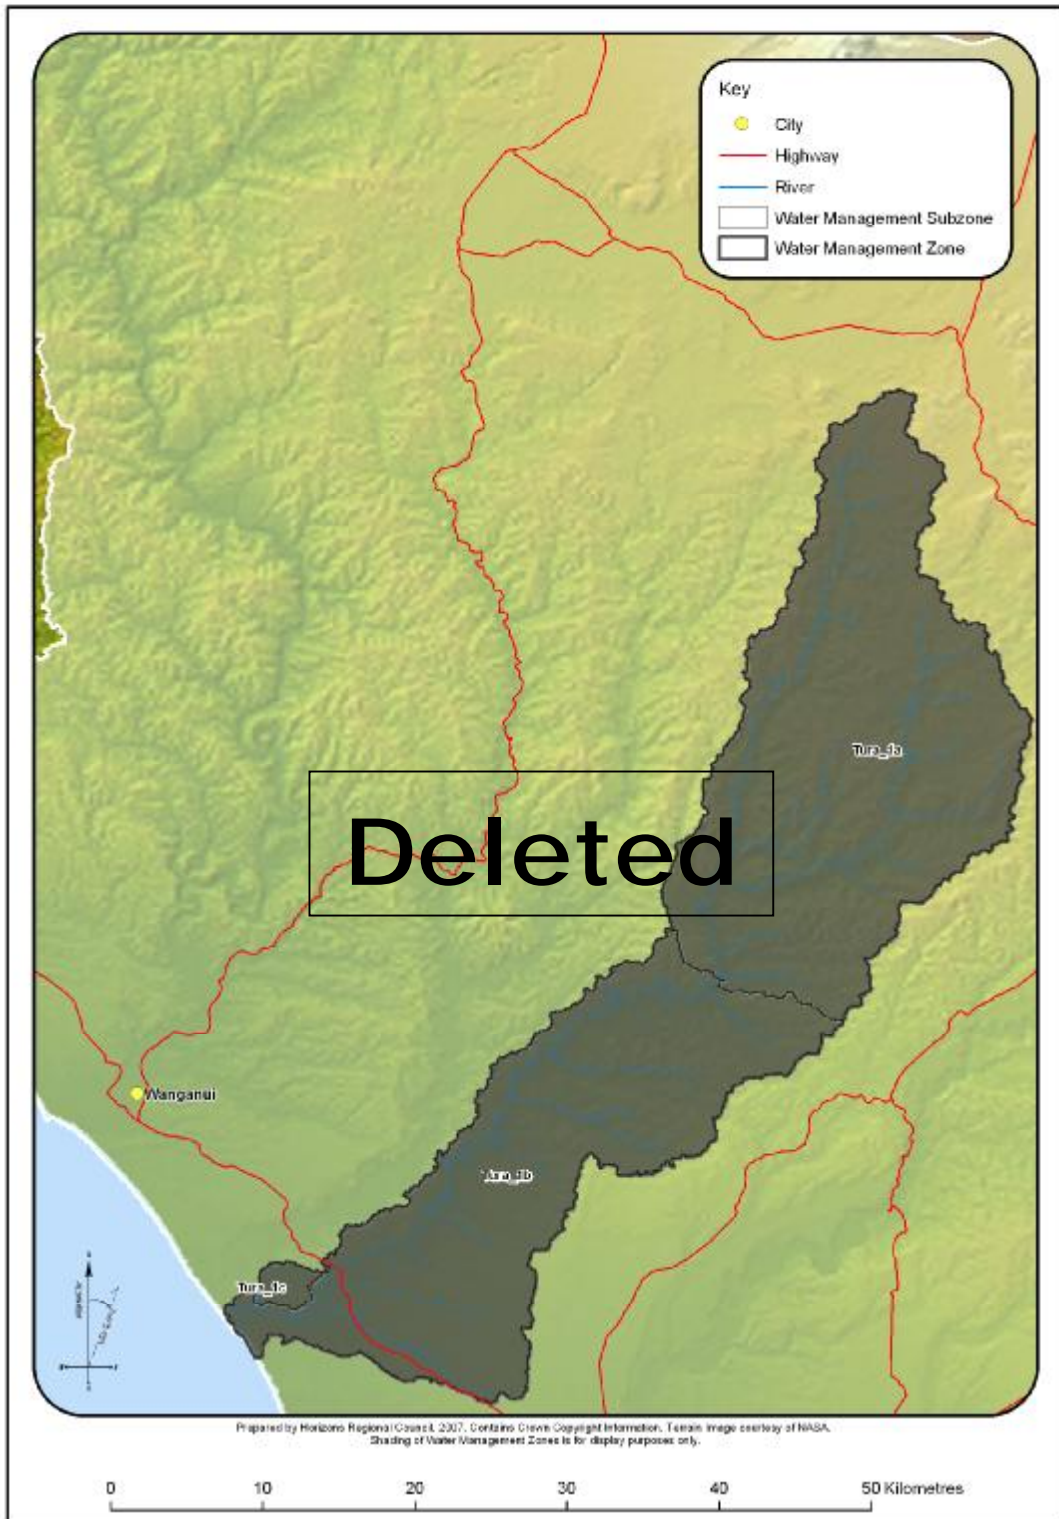 Key
City
Highway
River
Water Management Subzone
Water Management Zone
Tura_1a
Deleted
Wanganui
Tura_1b
Tura_1c
Prepared by Horizons Regional Council, 2007. Contains Crown Copyright Information. Terrain Image courtesy of NASA.
Shading of Water Management Zones is for display purposes only.
0 10 20 30 40 50 Kilometres